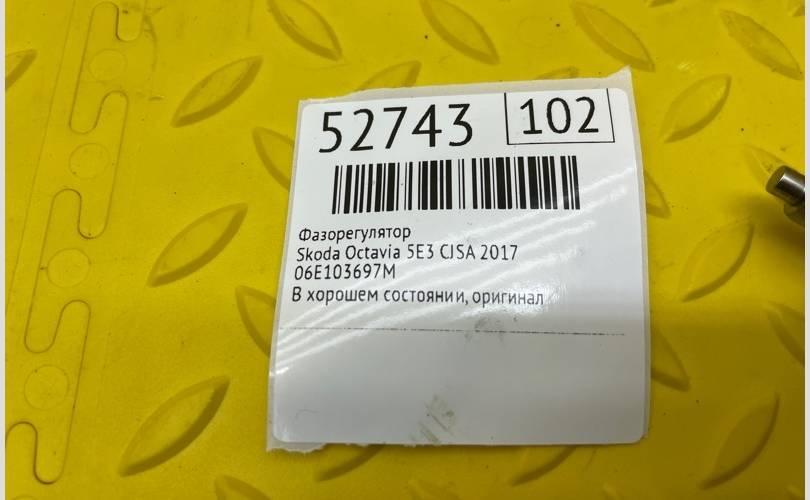 52743 102
Фазорегулятор
Skoda Octavia 5E3 CJSA 2017
06E103697M
В хорошем состоянии, оригинал